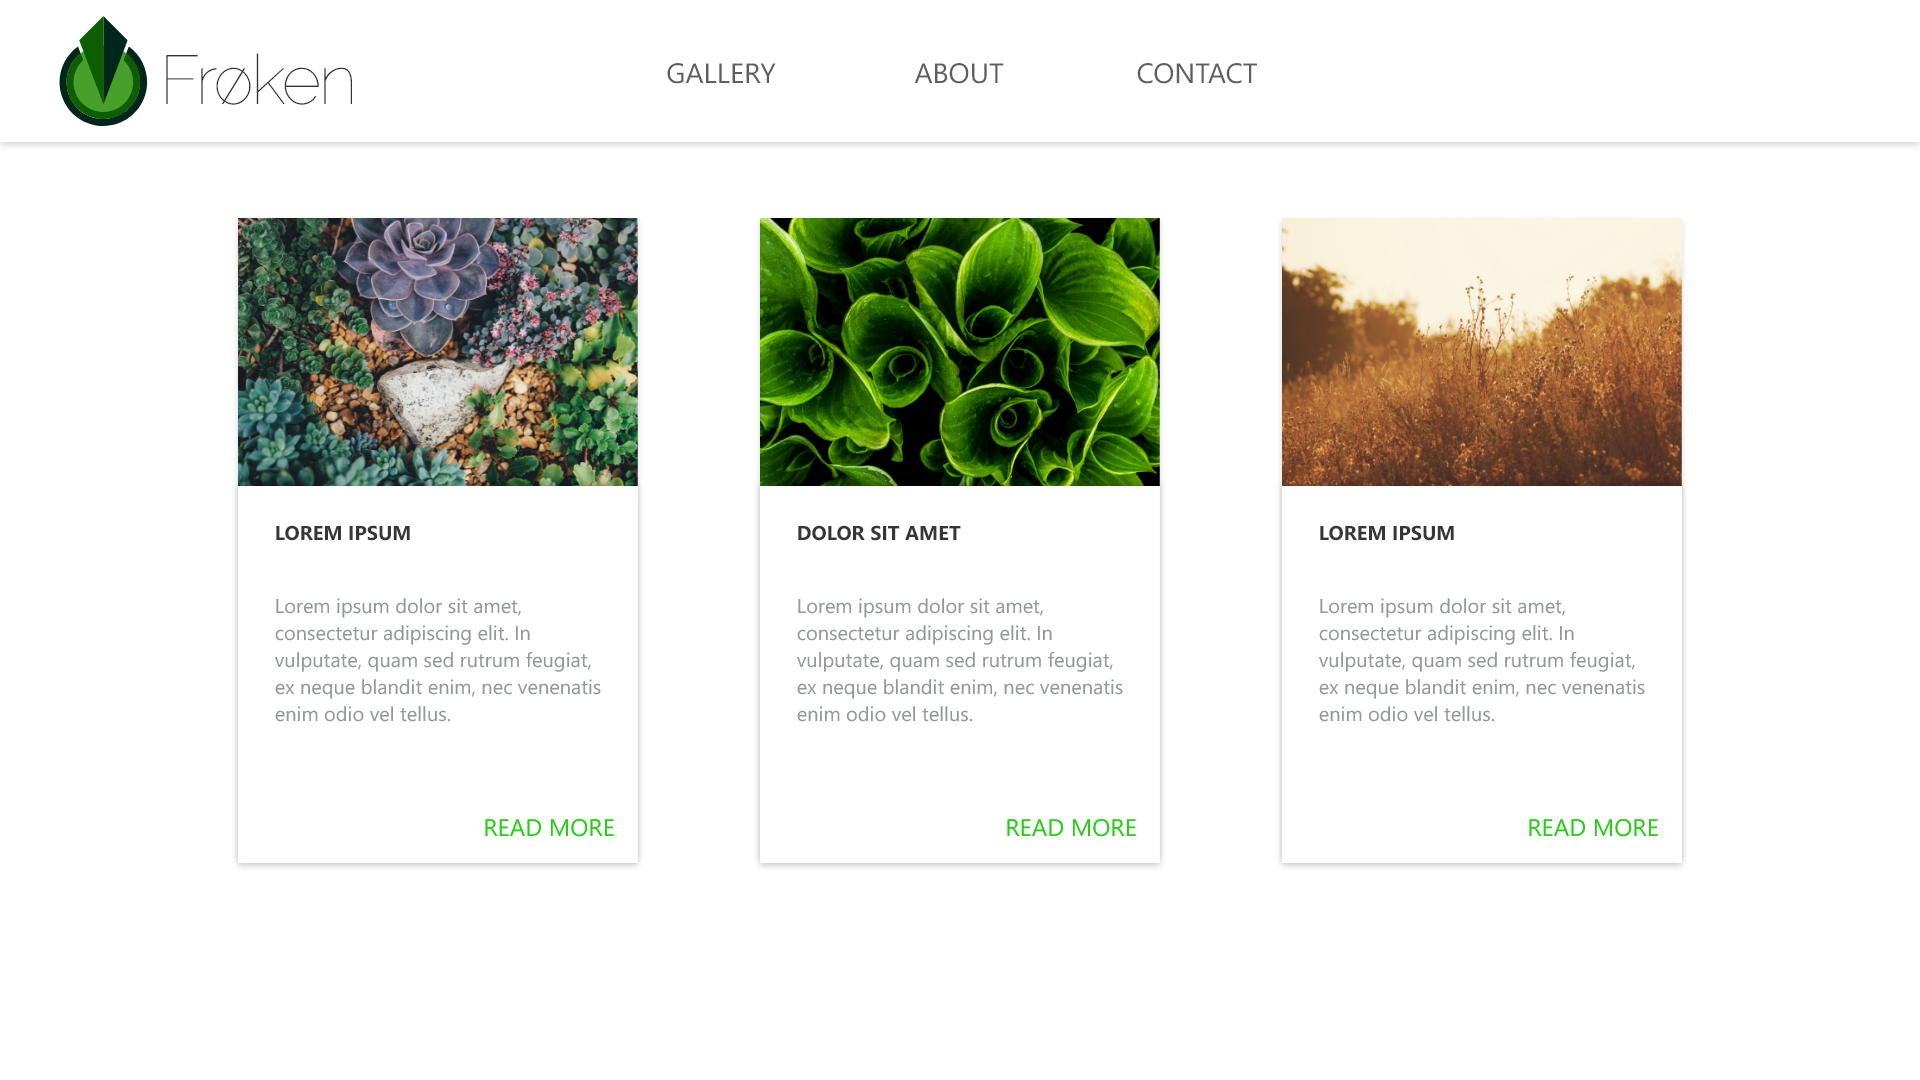 Frøken
GALLERY
ABOUT
CONTACT
LOREM IPSUM
Lorem ipsum dolor sit amet,
consectetur adipiscing elit. In
vulputate, quam sed rutrum feugiat,
ex neque blandit enim, nec venenatis
enim odio vel tellus.
READ MORE
DOLOR SIT AMET
Lorem ipsum dolor sit amet,
consectetur adipiscing elit. In
vulputate, quam sed rutrum feugiat,
ex neque blandit enim, nec venenatis
enim odio vel tellus.
READ MORE
LOREM IPSUM
Lorem ipsum dolor sit amet,
consectetur adipiscing elit. In
vulputate, quam sed rutrum feugiat,
ex neque blandit enim, nec venenatis
enim odio vel tellus.
READ MORE